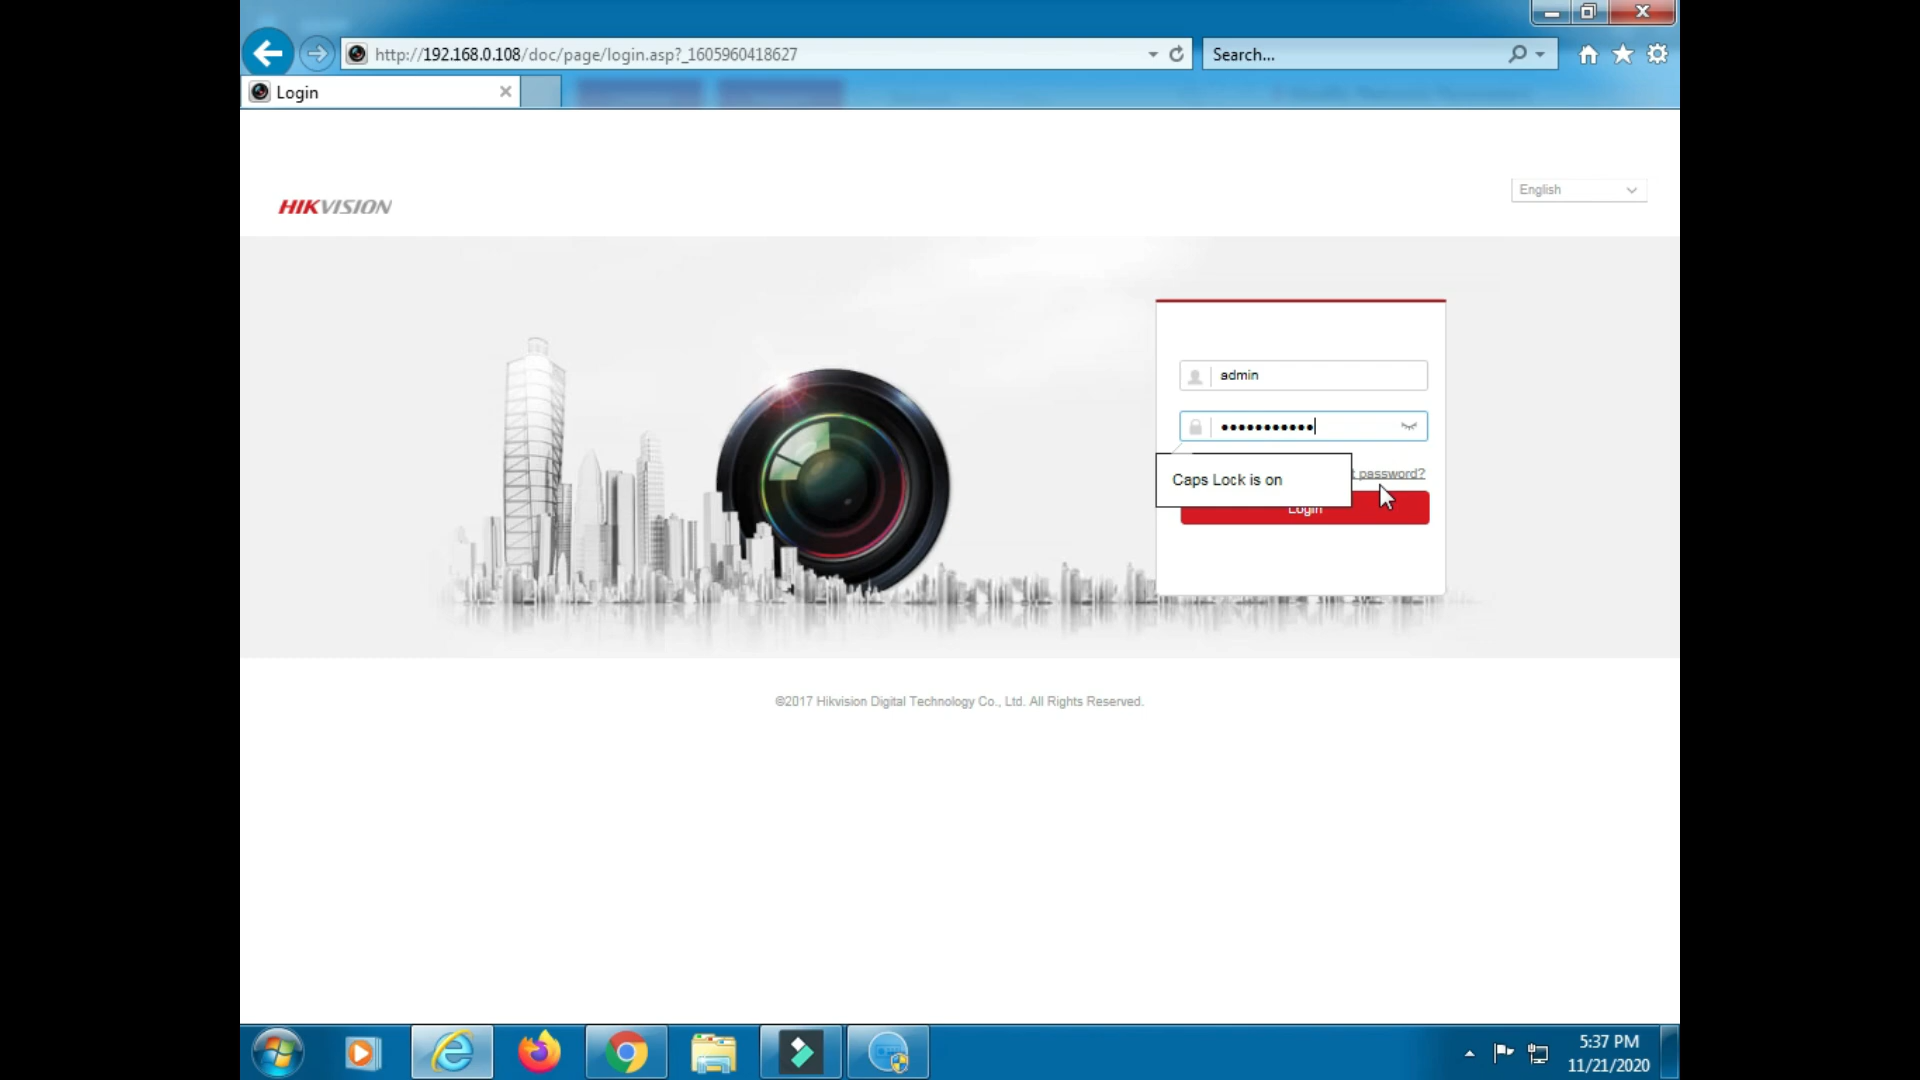 http://192.168.0.108/doc/page/login.asp?_1605960418627
Search...
Login
HIKVISION
English
admin
password?
Caps Lock is on
Login
©2017 Hikvision Digital Technology Co., Ltd. All Rights Reserved.
5:37 PM
11/21/2020